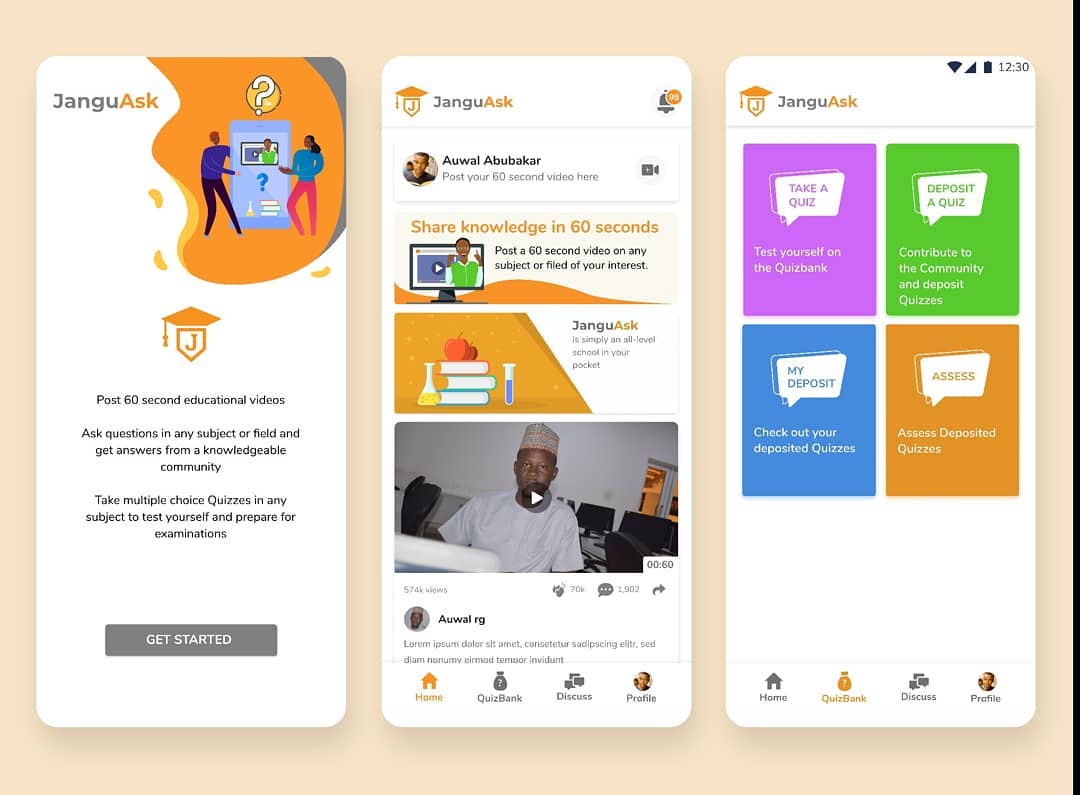 JanguAsk
?
?
J
Post 60 second educational videos
Ask questions in any subject or field and
get answers from a knowledgeable
community
Take multiple choice Quizzes in any
subject to test yourself and prepare for
examinations
GET STARTED
J
JanguAsk
99
Auwal Abubakar
Post your 60 second video here
Share knowledge in 60 seconds
Post a 60 second video on any
subject or filed of your interest.
JanguAsk
is simply an all-level
school in your
pocket
00:60
574k views
70k
1,902
Auwal rg
Lorem ipsum dolor sit amet, consetetur sadipscing elitr, sed
diam nonumy eirmod tempor invidunt
Home
?
QuizBank
Discuss
Profile
12:30
J
JanguAsk
TAKE A
QUIZ
Test yourself on
the Quizbank
DEPOSIT
A QUIZ
Contribute to
the Community
and deposit
Quizzes
MY
DEPOSIT
Check out your
deposited Quizzes
ASSESS
Assess Deposited
Quizzes
Home
?
QuizBank
Discuss
Profile